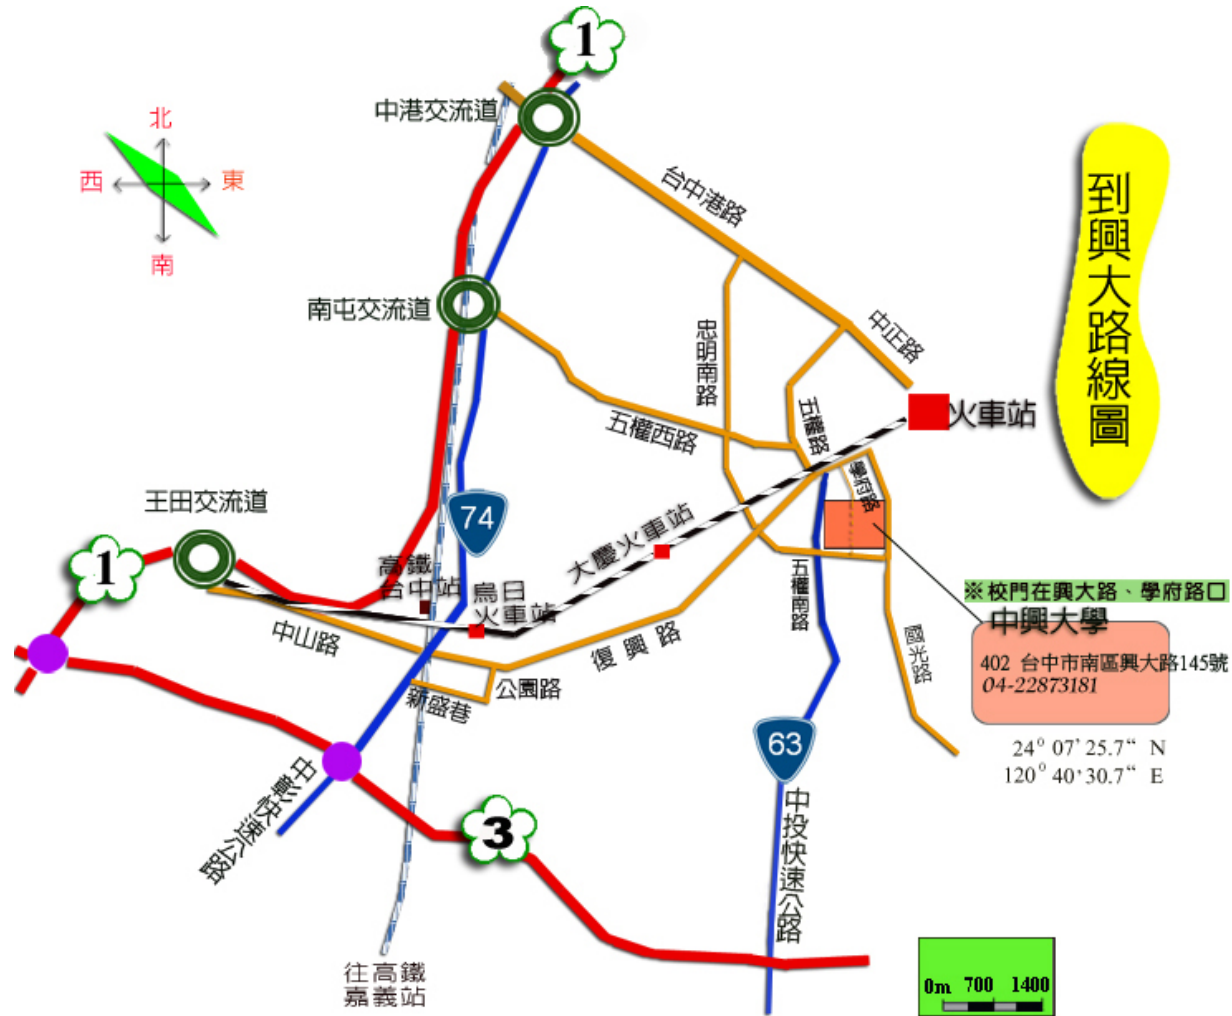 1
中港交流道
北
西
東
南
台中港路
到興大路線圖
南屯交流道
中正路
忠明南路
火車站
五權路
五權西路
學府路
王田交流道
74
1
大慶火車站
高鐵
台中站
烏日
火車站
五權南路
※校門在興大路、學府路口
中興大學
402 台中市南區興大路145號
04-22873181
中山路
復興路
國光路
公園路
新盛巷
63
24° 07' 25.7“ N
120° 40' 30.7“ E
中彰快速公路
3
中投快速公路
往高鐵
嘉義站
0m 700 1400